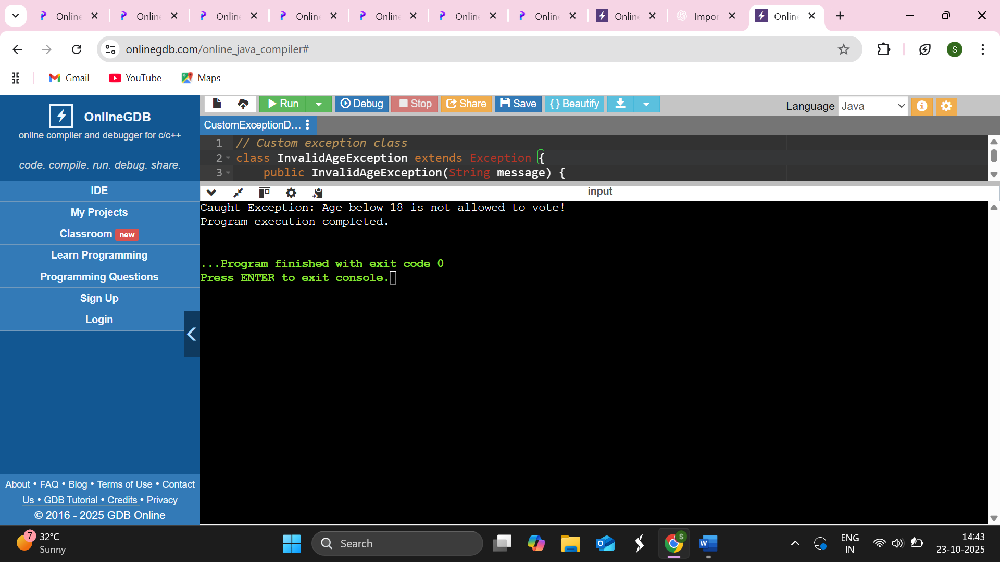 Online
Online
Online
Online
Online
Online
Online
Online
Impor
Online
onlinegdb.com/online_java_compiler#
S
Gmail
YouTube
Maps
OnlineGDB
online compiler and debugger for c/c++
code. compile. run. debug. share.
IDE
My Projects
Classroom new
Learn Programming
Programming Questions
Sign Up
Login
About • FAQ • Blog • Terms of Use • Contact
Us • GDB Tutorial • Credits • Privacy
© 2016 - 2025 GDB Online
Run
Debug
Stop
Share
Save
{ } Beautify
Language Java
CustomExceptionD...
1 // Custom exception class
2 class InvalidAgeException extends Exception {
3 public InvalidAgeException(String message) {
input
Caught Exception: Age below 18 is not allowed to vote!
Program execution completed.
...Program finished with exit code 0
Press ENTER to exit console.
7
32°C
Sunny
Search
S
ENG
IN
14:43
23-10-2025